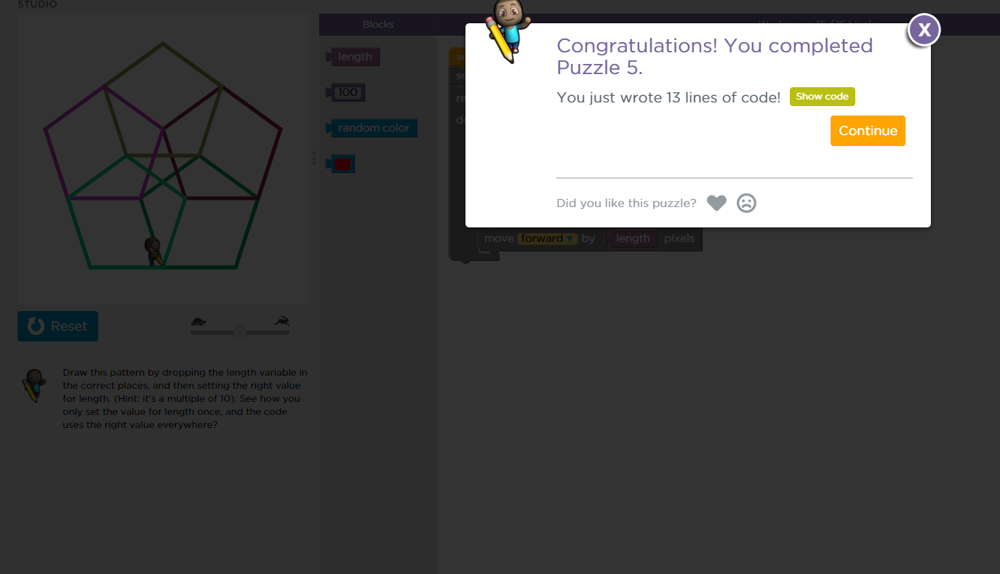 STUDIO
Blocks
length
100
random color
Congratulations! You completed
Puzzle 5.
You just wrote 13 lines of code! Show code
Continue
Did you like this puzzle?
X
move forward ▼ by length pixels
Reset
Draw this pattern by dropping the length variable in
the correct places, and then setting the right value
for length. (Hint: it's a multiple of 10). See how you
only set the value for length once, and the code
uses the right value everywhere?